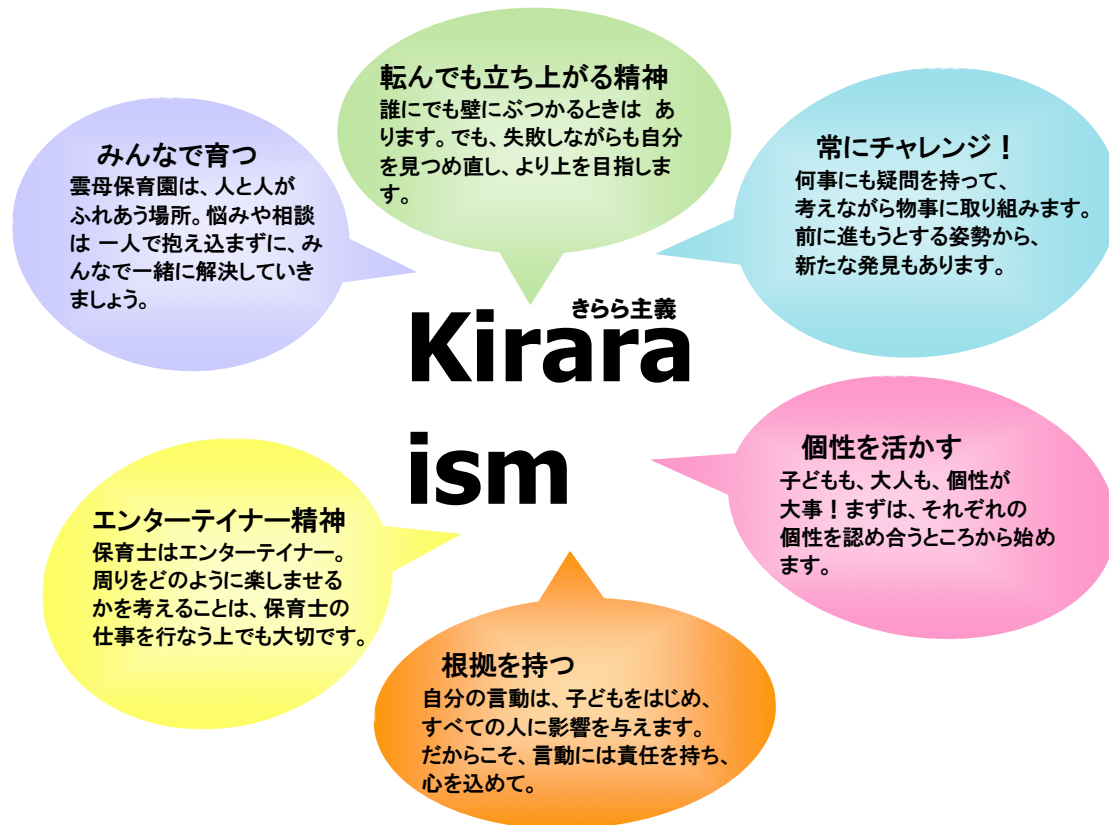 転んでも立ち上がる精神
誰にでも壁にぶつかるときは あ
ります。でも、失敗しながらも自分
を見つめ直し、より上を目指しま
す。
みんなで育つ
雲母保育園は、人と人が
ふれあう場所。悩みや相談
は 一人で抱え込まずに、み
んなで一緒に解決していき
ましょう。
常にチャレンジ！
何事にも疑問を持って、
考えながら物事に取り組みます。
前に進もうとする姿勢から、
新たな発見もあります。
きらら主義
Kirara
ism
個性を活かす
子どもも、大人も、個性が
大事！まずは、それぞれの
個性を認め合うところから始め
ます。
エンターテイナー精神
保育士はエンターテイナー。
周りをどのように楽しませる
かを考えることは、保育士の
仕事を行なう上でも大切です。
根拠を持つ
自分の言動は、子どもをはじめ、
すべての人に影響を与えます。
だからこそ、言動には責任を持ち、
心を込めて。